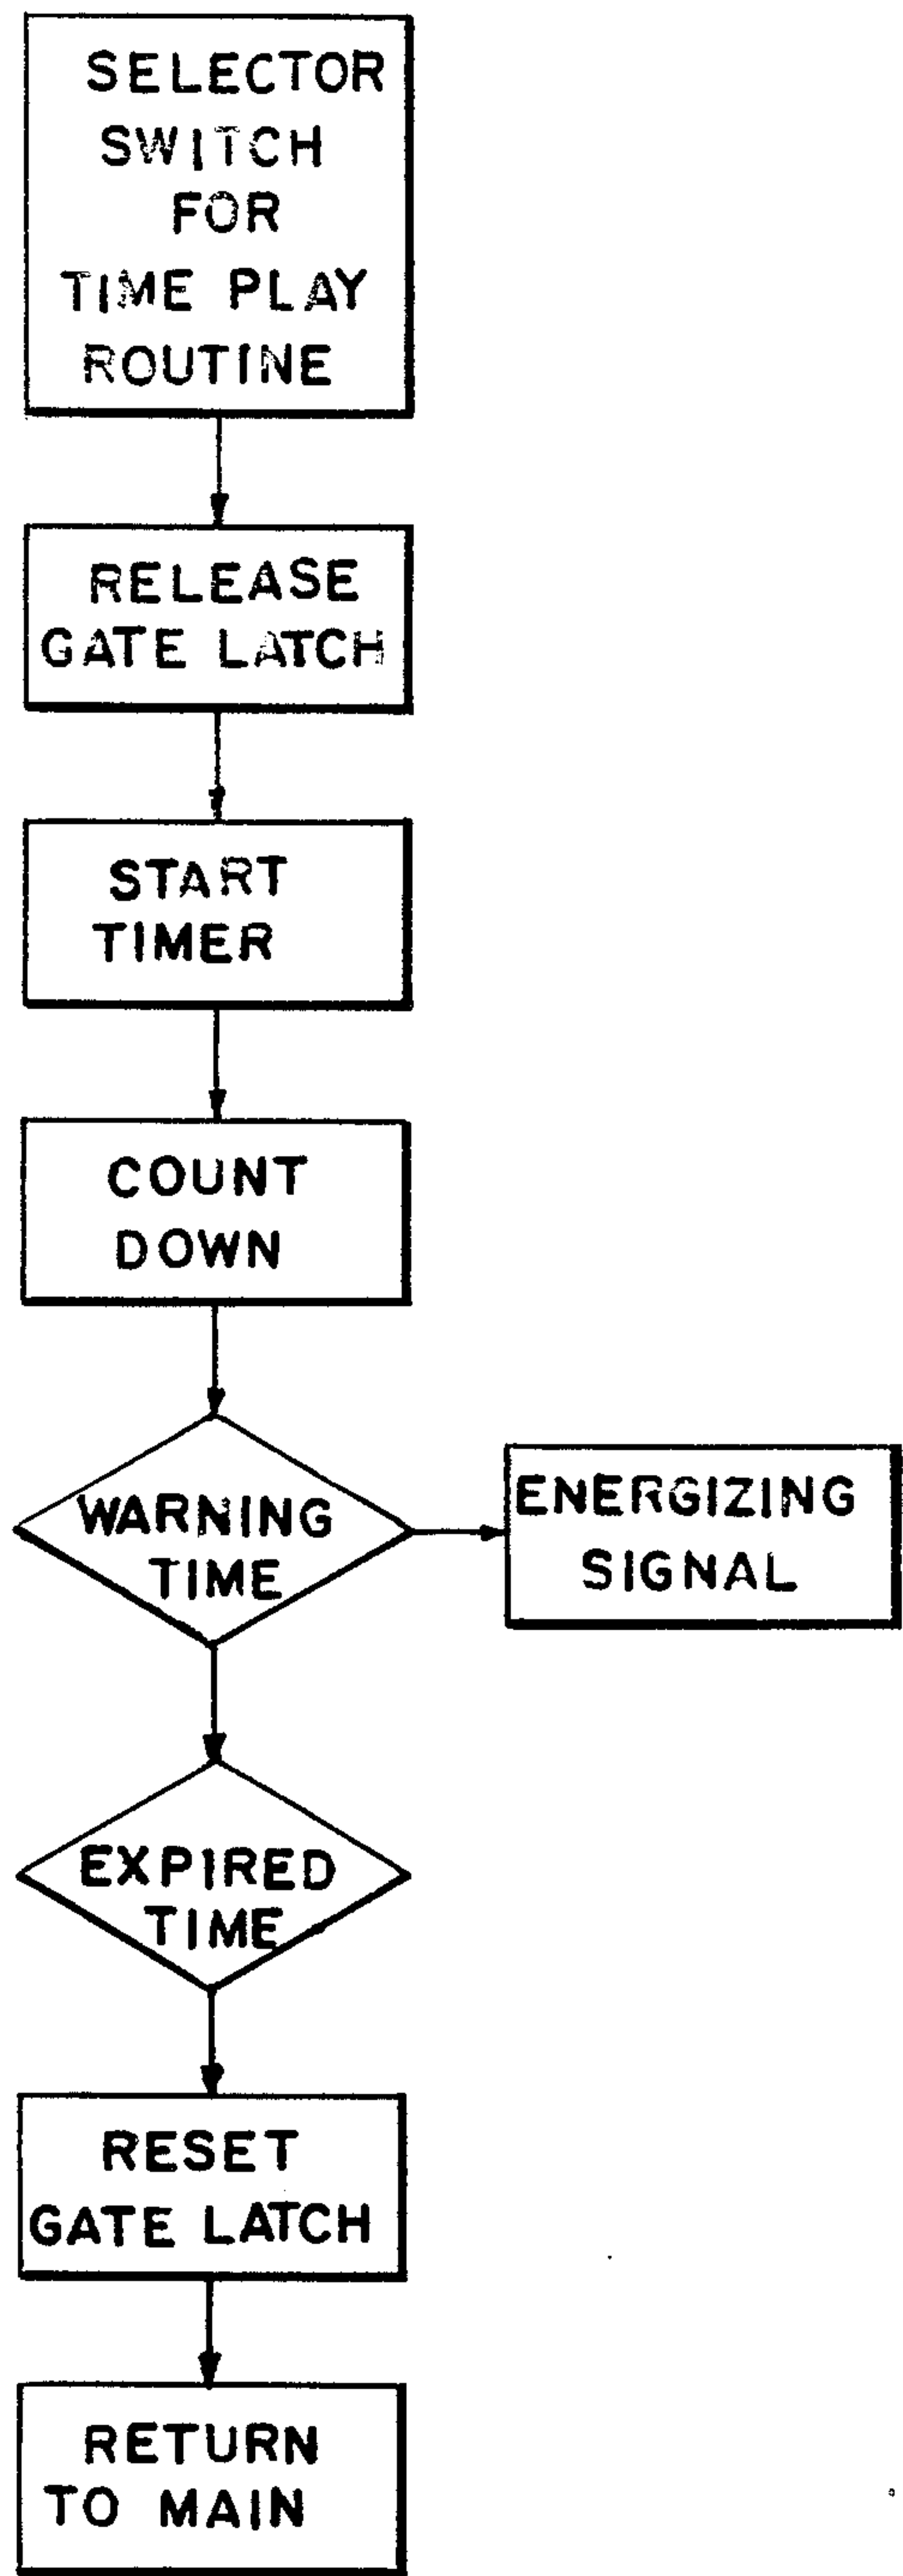 SELECTOR
SWITCH
FOR
TIME PLAY
ROUTINE
RELEASE
GATE LATCH
START
TIMER
COUNT
DOWN
WARNING
TIME
ENERGIZING
SIGNAL
EXPIRED
TIME
RESET
GATE LATCH
RETURN
TO MAIN